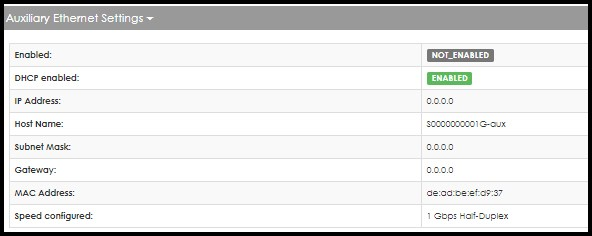 Auxiliary Ethernet Settings
Enabled: NOT_ENABLED
DHCP enabled: ENABLED
IP Address: 0.0.0.0
Host Name: S0000000001G-aux
Subnet Mask: 0.0.0.0
Gateway: 0.0.0.0
MAC Address: de:ad:be:ef:d9:37
Speed configured: 1 Gbps Half-Duplex